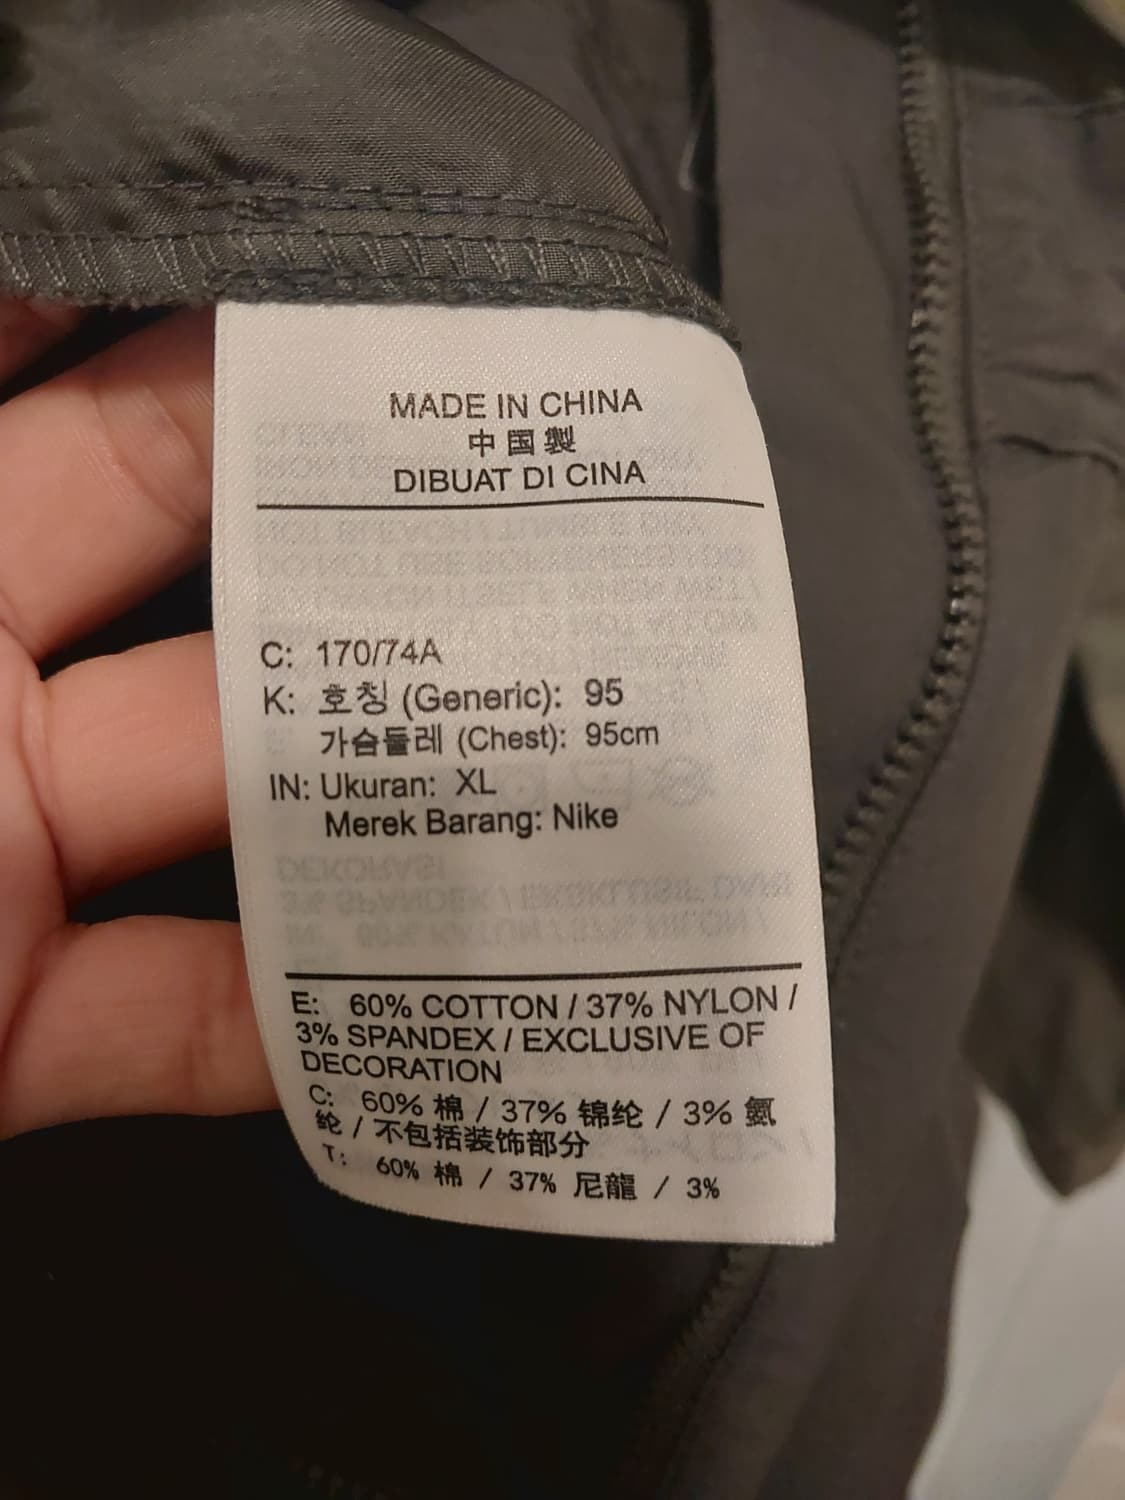 MADE IN CHINA
中国製
DIBUAT DI CINA
C: 170/74A
K: 호칭 (Generic): 95
가슴둘레 (Chest): 95cm
IN: Ukuran: XL
Merek Barang: Nike
E: 60% COTTON / 37% NYLON /
3% SPANDEX / EXCLUSIVE OF
DECORATION
C: 60% 棉 / 37% 锦纶 / 3% 氨
纶 / 不包括装饰部分
T: 60% 棉 / 37% 尼龍 / 3%